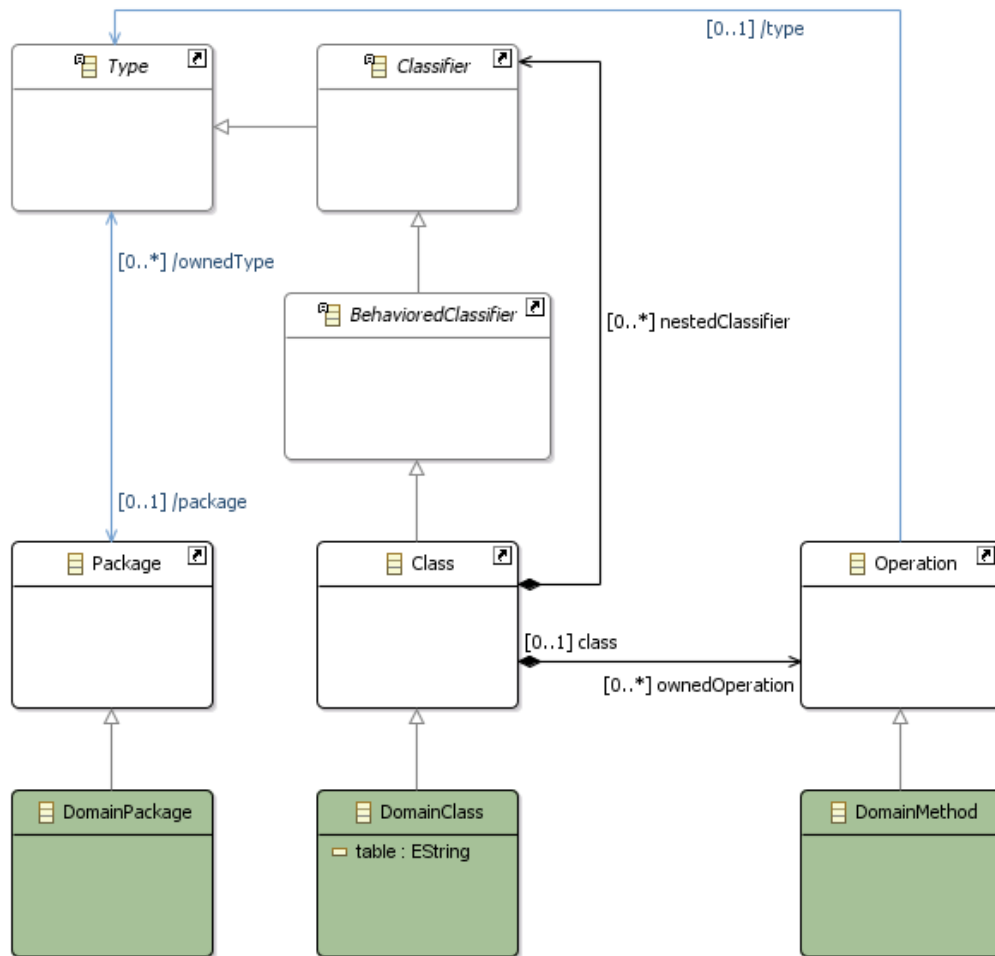 [0..1] /type
Type
Classifier
[0..*] /ownedType
BehavioredClassifier
[0..*] nestedClassifier
[0..1] /package
Package
Class
Operation
[0..1] class
[0..*] ownedOperation
DomainPackage
DomainClass
DomainMethod
table : EString